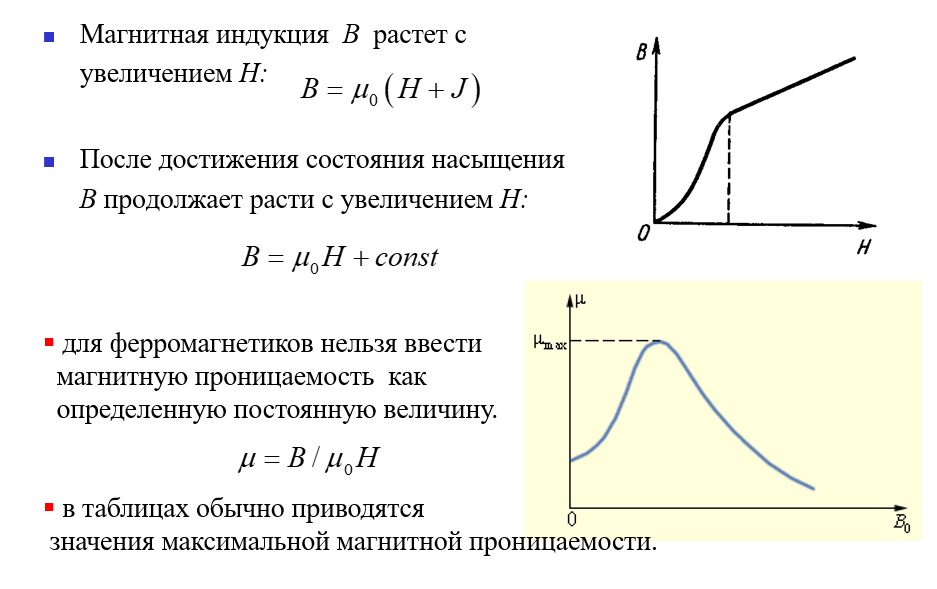 Магнитная индукция B растет с
увеличением H:
B = μ₀ (H + J)
После достижения состояния насыщения
B продолжает расти с увеличением H:
B = μ₀H + const
для ферромагнетиков нельзя ввести
магнитную проницаемость как
определенную постоянную величину.
μ = B / μ₀H
в таблицах обычно приводятся
значения максимальной магнитной проницаемости.
B
O
H
μ
μmax
0
B₀